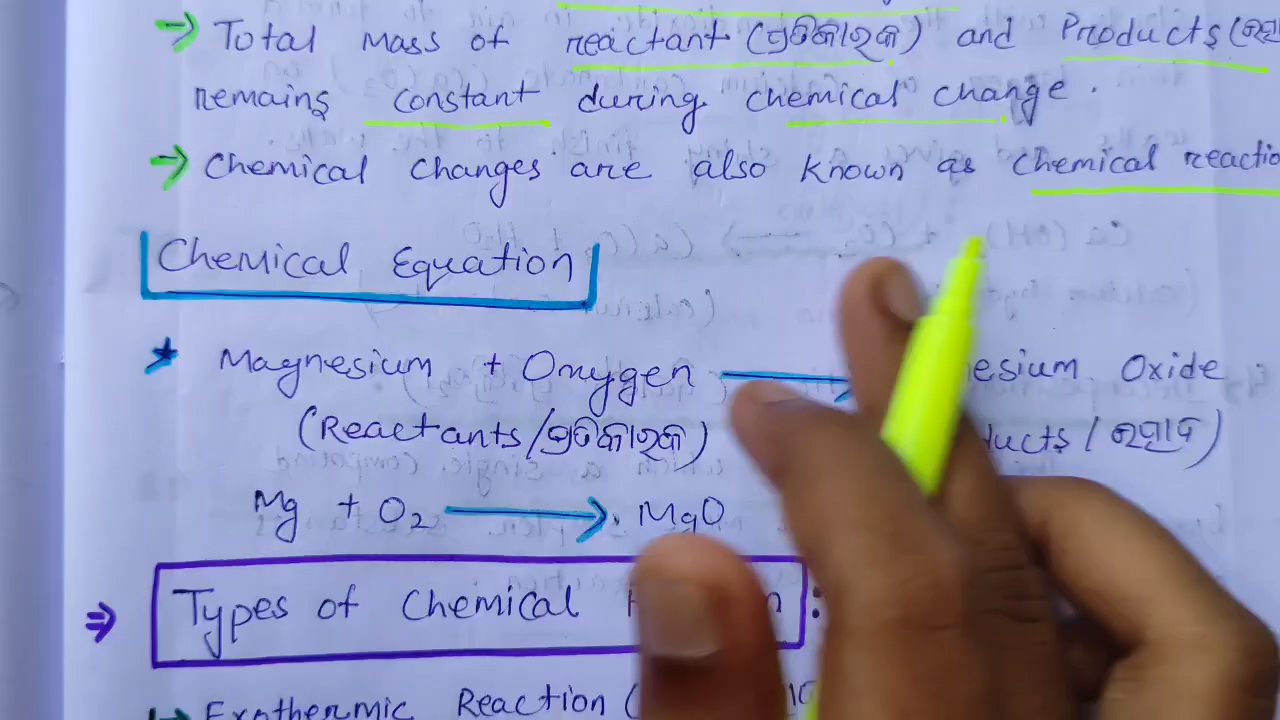 → Total mass of reactant (ପ୍ରତିକାରକ) and Products (
remains constant during chemical change.
→ Chemical changes are also known as chemical reactio
Chemical Equation
★ Magnesium + Oxygen → nesium Oxide
(Reactants/ପ୍ରତିକାରକ) ducts / ଉତ୍ପାଦ)
Mg + O₂ → MgO
⇒ Types of Chemical :
↳ Exothermic Reaction (